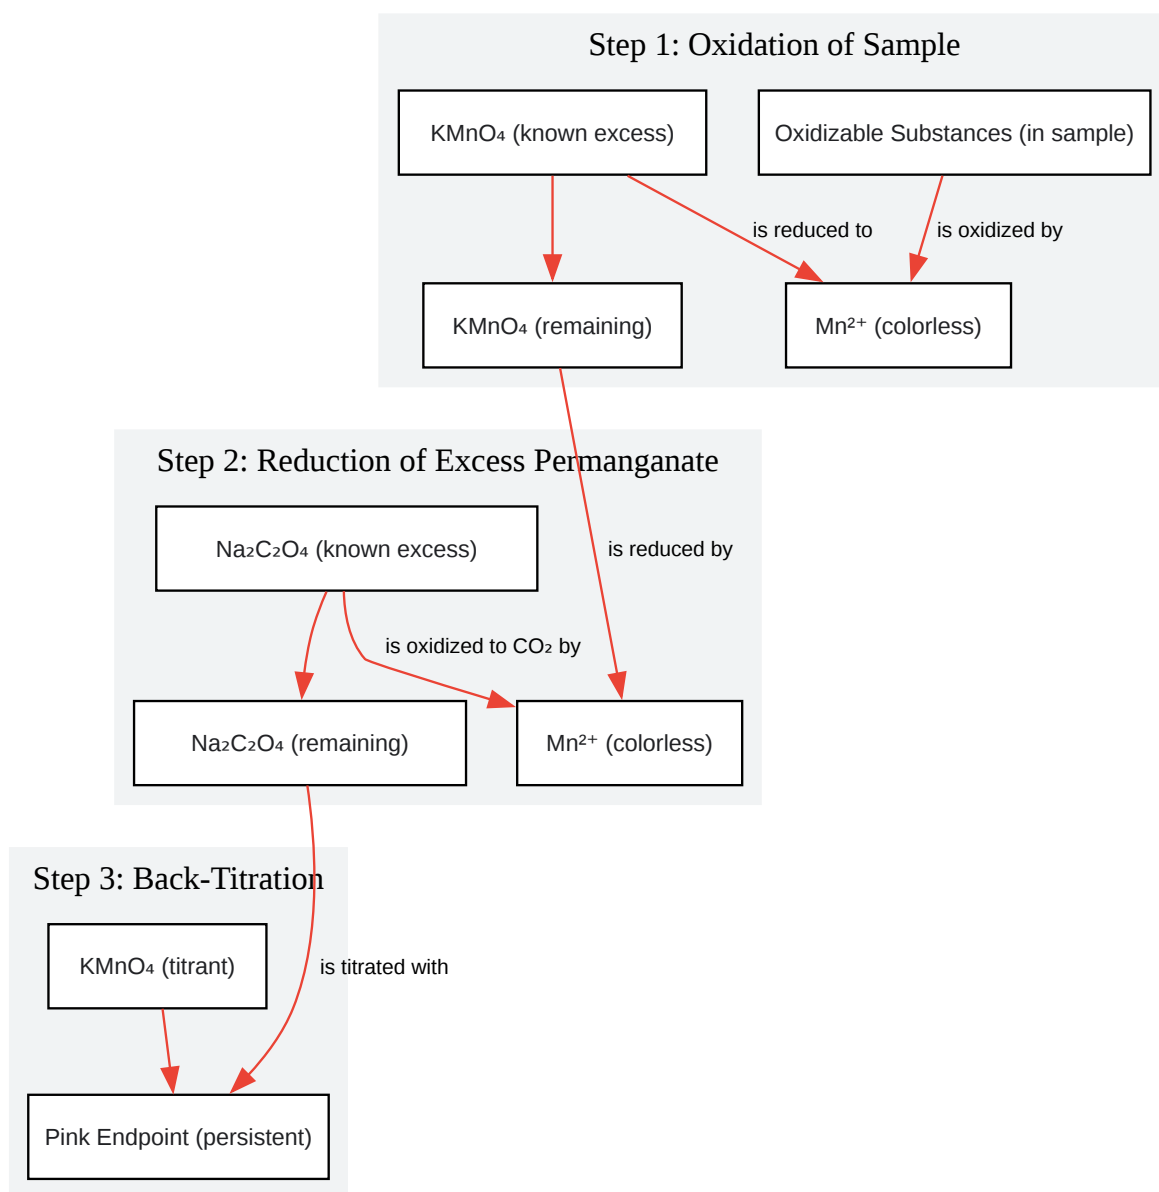 Step 1: Oxidation of Sample
KMnO₄ (known excess)
Oxidizable Substances (in sample)
is reduced to
is oxidized by
KMnO₄ (remaining)
Mn²⁺ (colorless)
Step 2: Reduction of Excess Permanganate
Na₂C₂O₄ (known excess)
is reduced by
is oxidized to CO₂ by
Na₂C₂O₄ (remaining)
Mn²⁺ (colorless)
Step 3: Back-Titration
KMnO₄ (titrant)
is titrated with
Pink Endpoint (persistent)